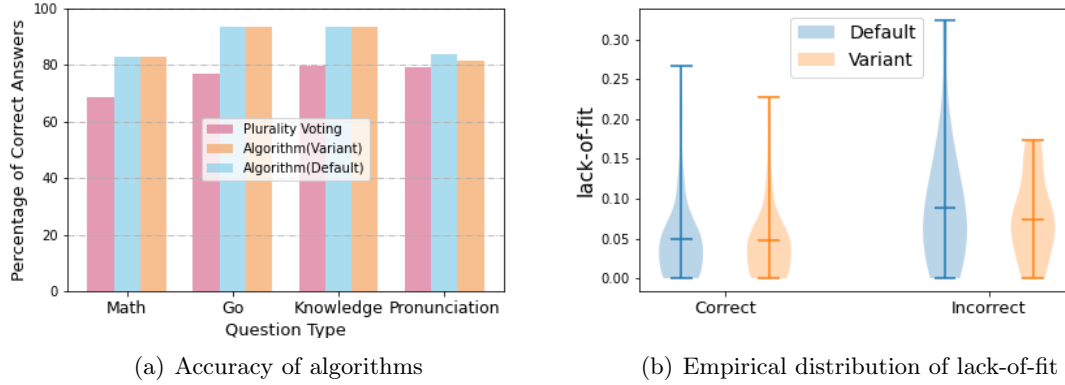 100
80
60
40
20
0
Percentage of Correct Answers
Plurality Voting
Algorithm(Variant)
Algorithm(Default)
Math Go Knowledge Pronunciation
Question Type
(a) Accuracy of algorithms
0.30
0.25
0.20
0.15
0.10
0.05
0.00
lack-of-fit
Default
Variant
Correct Incorrect
(b) Empirical distribution of lack-of-fit